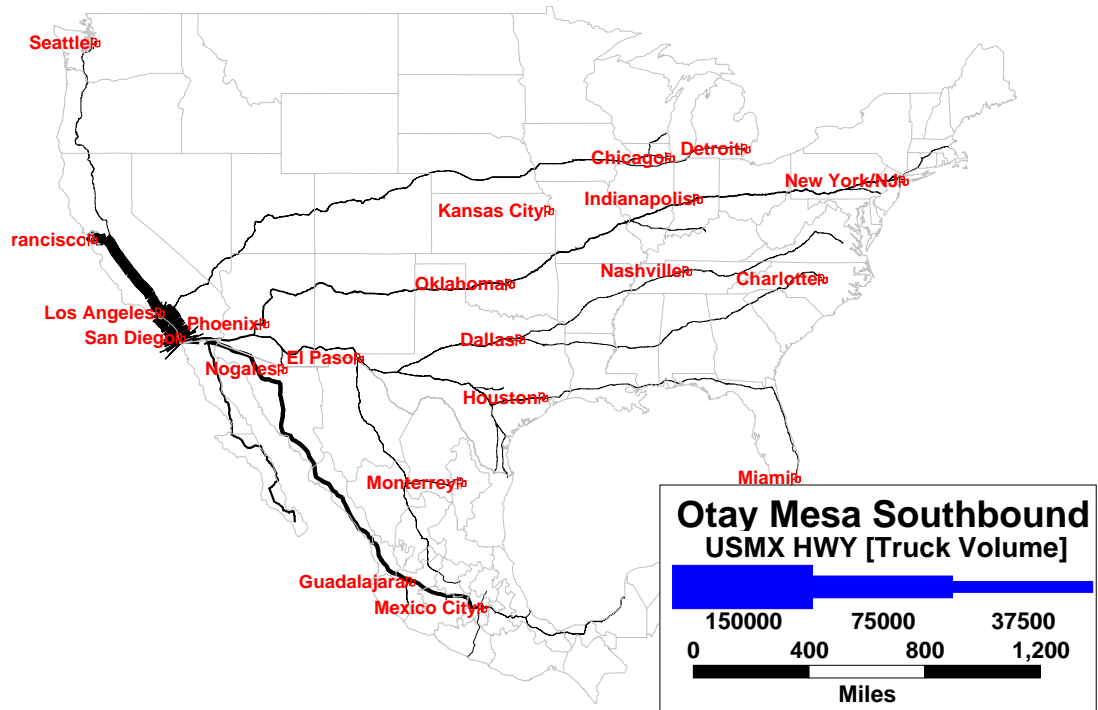 Seattle
Chicago
Detroit
New York/NJ
Indianapolis
Kansas City
rancisco
Nashville
Charlotte
Oklahoma
Los Angeles
Phoenix
San Diego
Dallas
El Paso
Nogales
Houston
Miami
Monterrey
Guadalajara
Mexico City
Otay Mesa Southbound
USMX HWY [Truck Volume]
150000 75000 37500
0 400 800 1,200
Miles